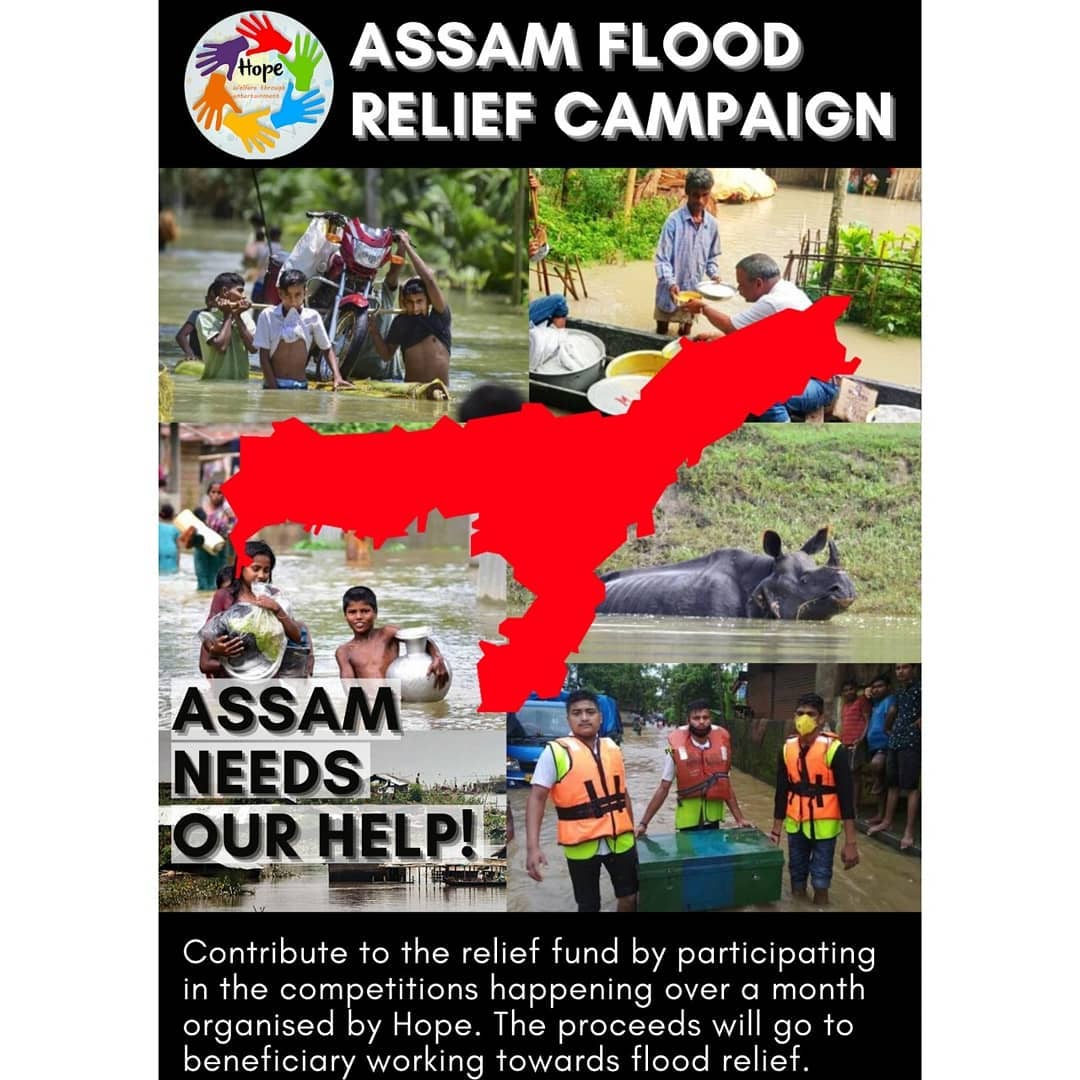 Hope
Welfare through
entertainment
ASSAM FLOOD
RELIEF CAMPAIGN
ASSAM
NEEDS
OUR HELP!
Contribute to the relief fund by participating
in the competitions happening over a month
organised by Hope. The proceeds will go to
beneficiary working towards flood relief.